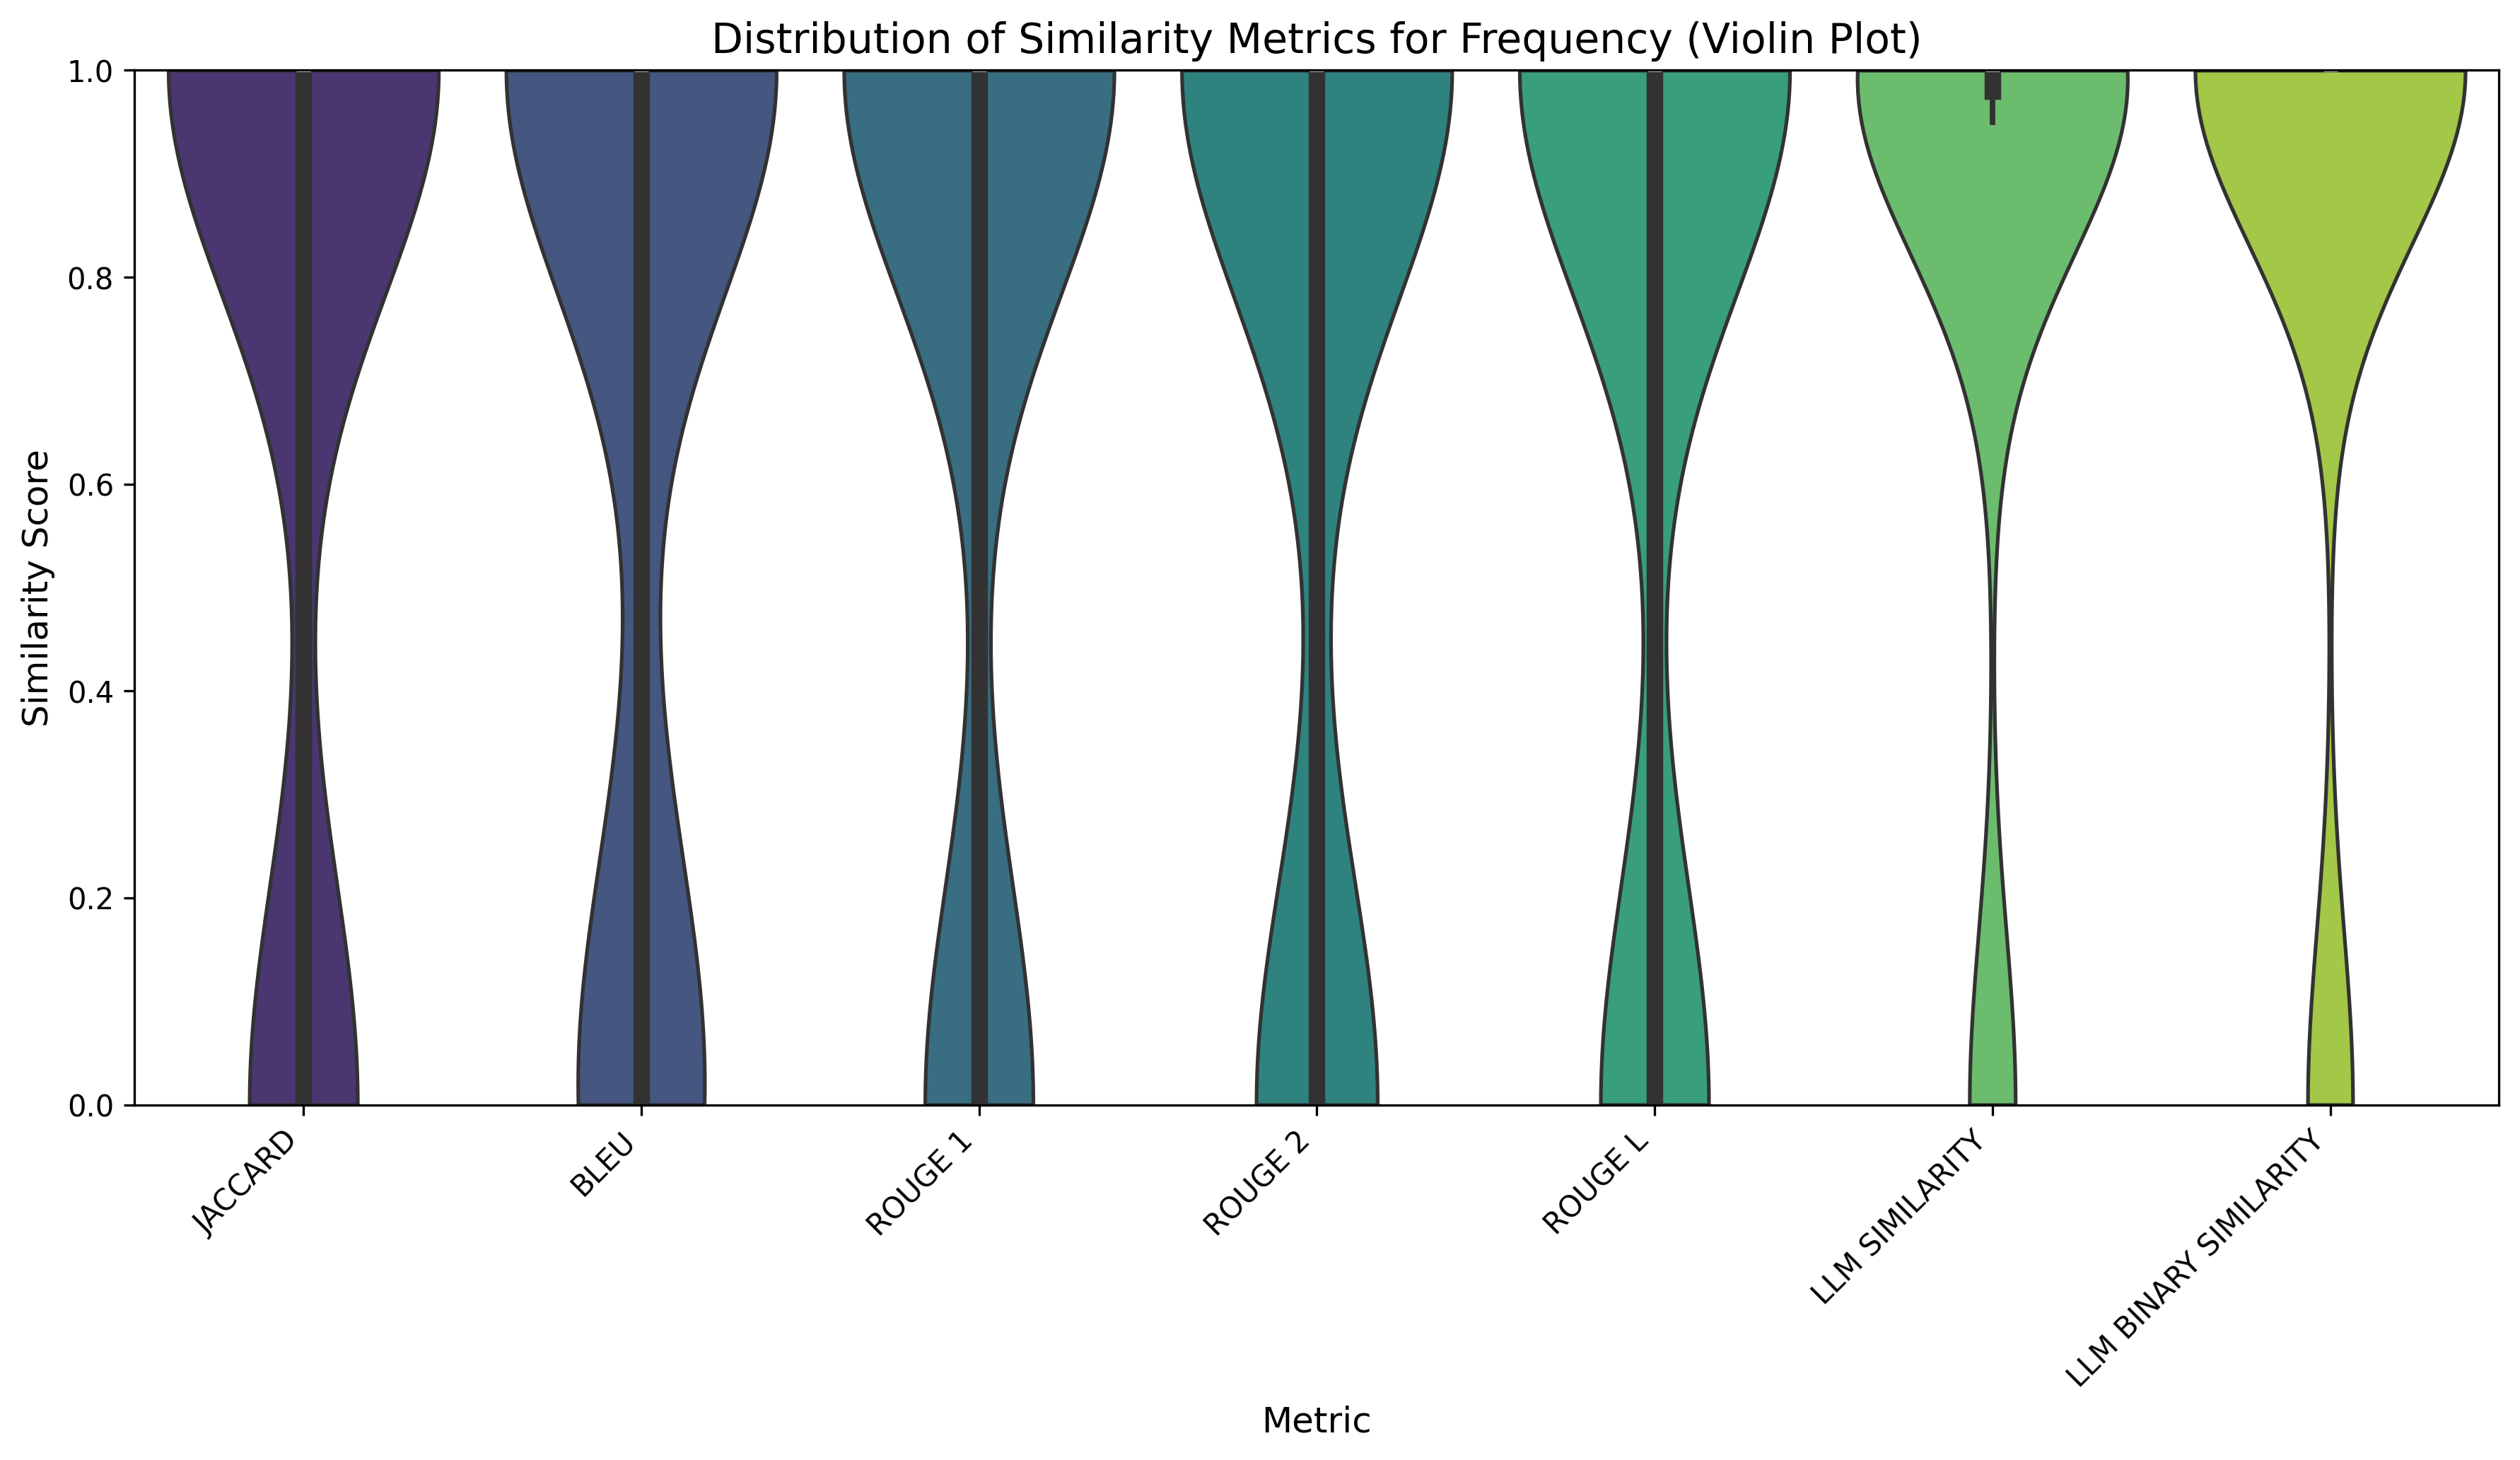 Distribution of Similarity Metrics for Frequency (Violin Plot)
Similarity Score
1.0
0.8
0.6
0.4
0.2
0.0
JACCARD
BLEU
ROUGE 1
ROUGE 2
ROUGE L
LLM SIMILARITY
LLM BINARY SIMILARITY
Metric